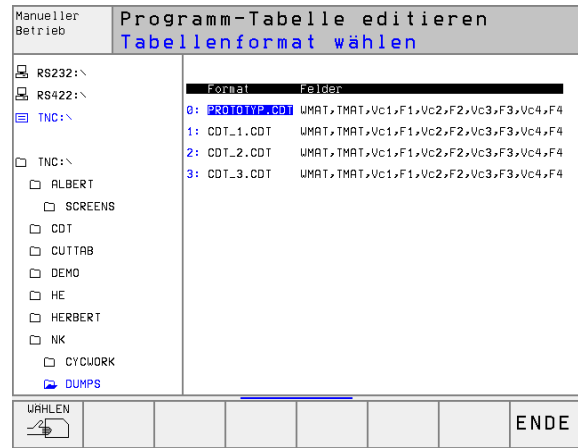 Manueller
Betrieb
Programm-Tabelle editieren
Tabellenformat wählen
RS232:\
RS422:\
TNC:\
TNC:\
ALBERT
SCREENS
CDT
CUTTAB
DEMO
HE
HERBERT
NK
CYCWORK
DUMPS
Format Felder
0: PROTOTYP.CDT WMAT,TMAT,Vc1,F1,Vc2,F2,Vc3,F3,Vc4,F4
1: CDT_1.CDT WMAT,TMAT,Vc1,F1,Vc2,F2,Vc3,F3,Vc4,F4
2: CDT_2.CDT WMAT,TMAT,Vc1,F1,Vc2,F2,Vc3,F3,Vc4,F4
3: CDT_3.CDT WMAT,TMAT,Vc1,F1,Vc2,F2,Vc3,F3,Vc4,F4
WÄHLEN
ENDE